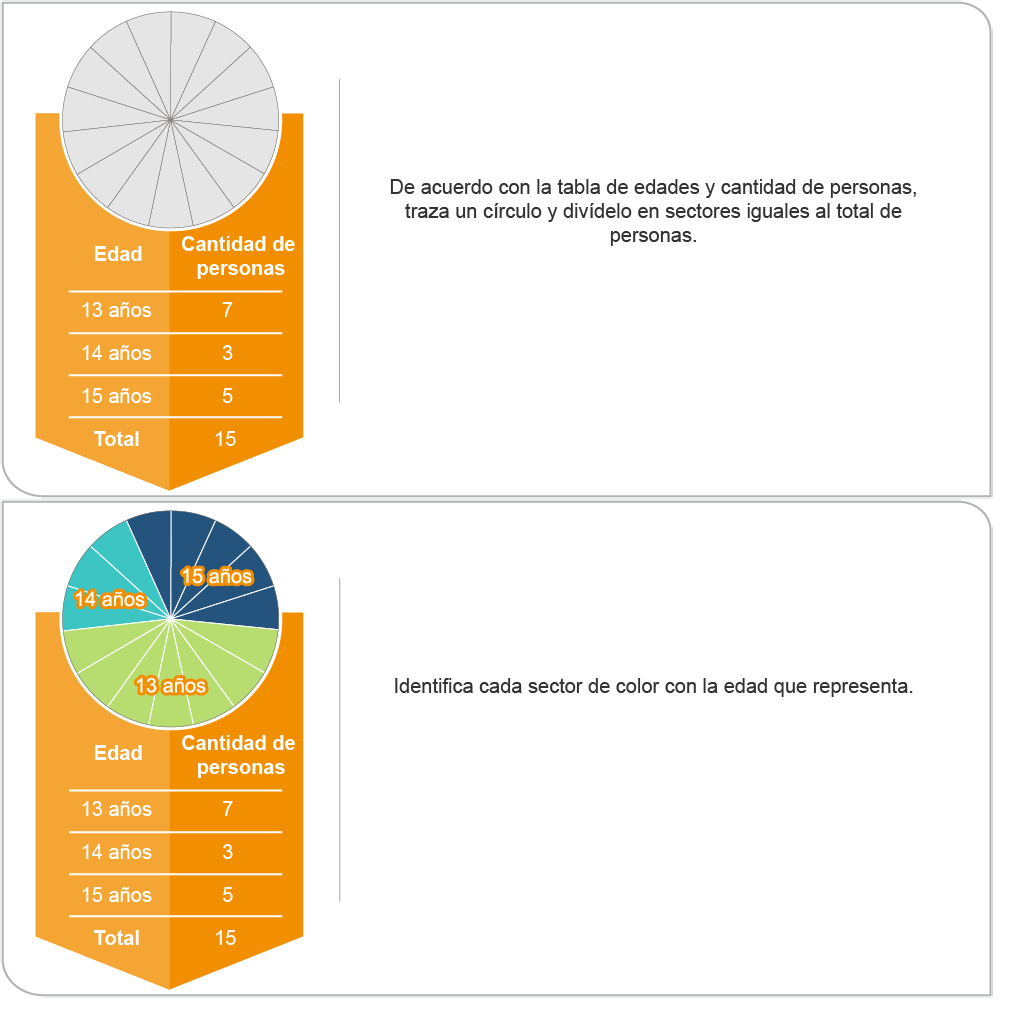 De acuerdo con la tabla de edades y cantidad de personas,
traza un círculo y divídelo en sectores iguales al total de
personas.
Edad
Cantidad de
personas
13 años 7
14 años 3
15 años 5
Total 15
15 años
14 años
13 años
Identifica cada sector de color con la edad que representa.
Edad
Cantidad de
personas
13 años 7
14 años 3
15 años 5
Total 15